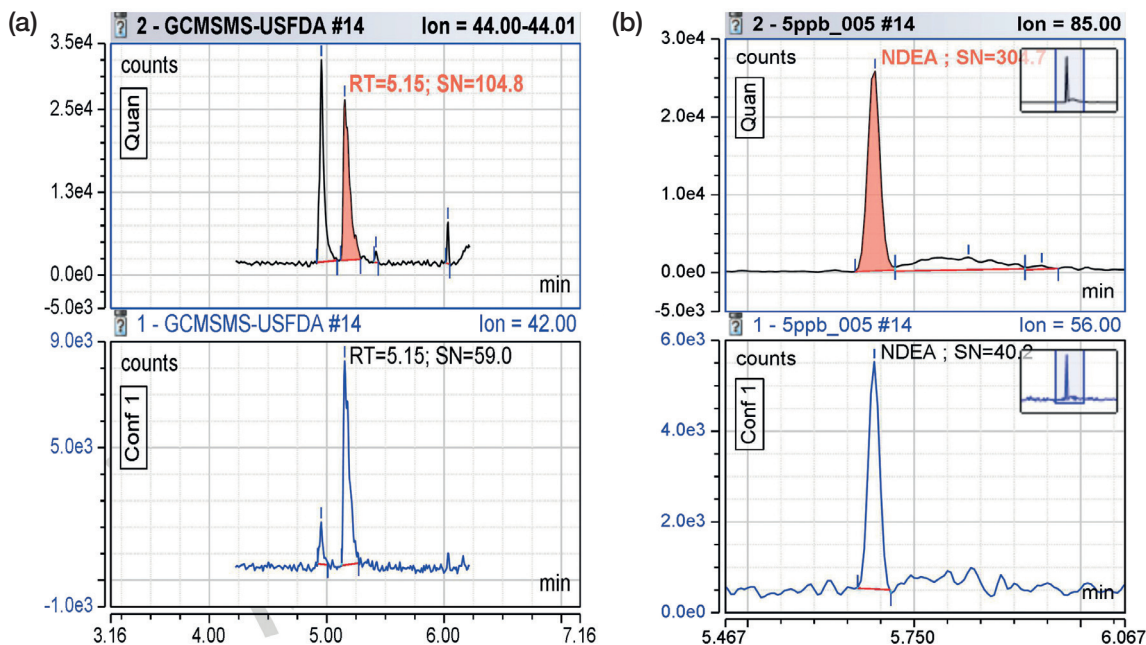 (a)
2 - GCMSMS-USFDA #14 Ion = 44.00-44.01
3.5e4
counts
RT=5.15; SN=104.8
2.5e4
Quan
1.3e4
0.0e0
min
-5.0e3
1 - GCMSMS-USFDA #14 Ion = 42.00
9.0e3
counts
RT=5.15; SN=59.0
Conf 1
5.0e3
min
-1.0e3
3.16 4.00 5.00 6.00 7.16
(b)
2 - 5ppb_005 #14 Ion = 85.00
3.0e4
counts
NDEA ; SN=304.7
Quan
2.0e4
1.0e4
0.0e0
min
-5.0e3
1 - 5ppb_005 #14 Ion = 56.00
6.0e3
counts
NDEA ; SN=40.2
Conf 1
4.0e3
2.0e3
min
0.0e0
5.467 5.750 6.067